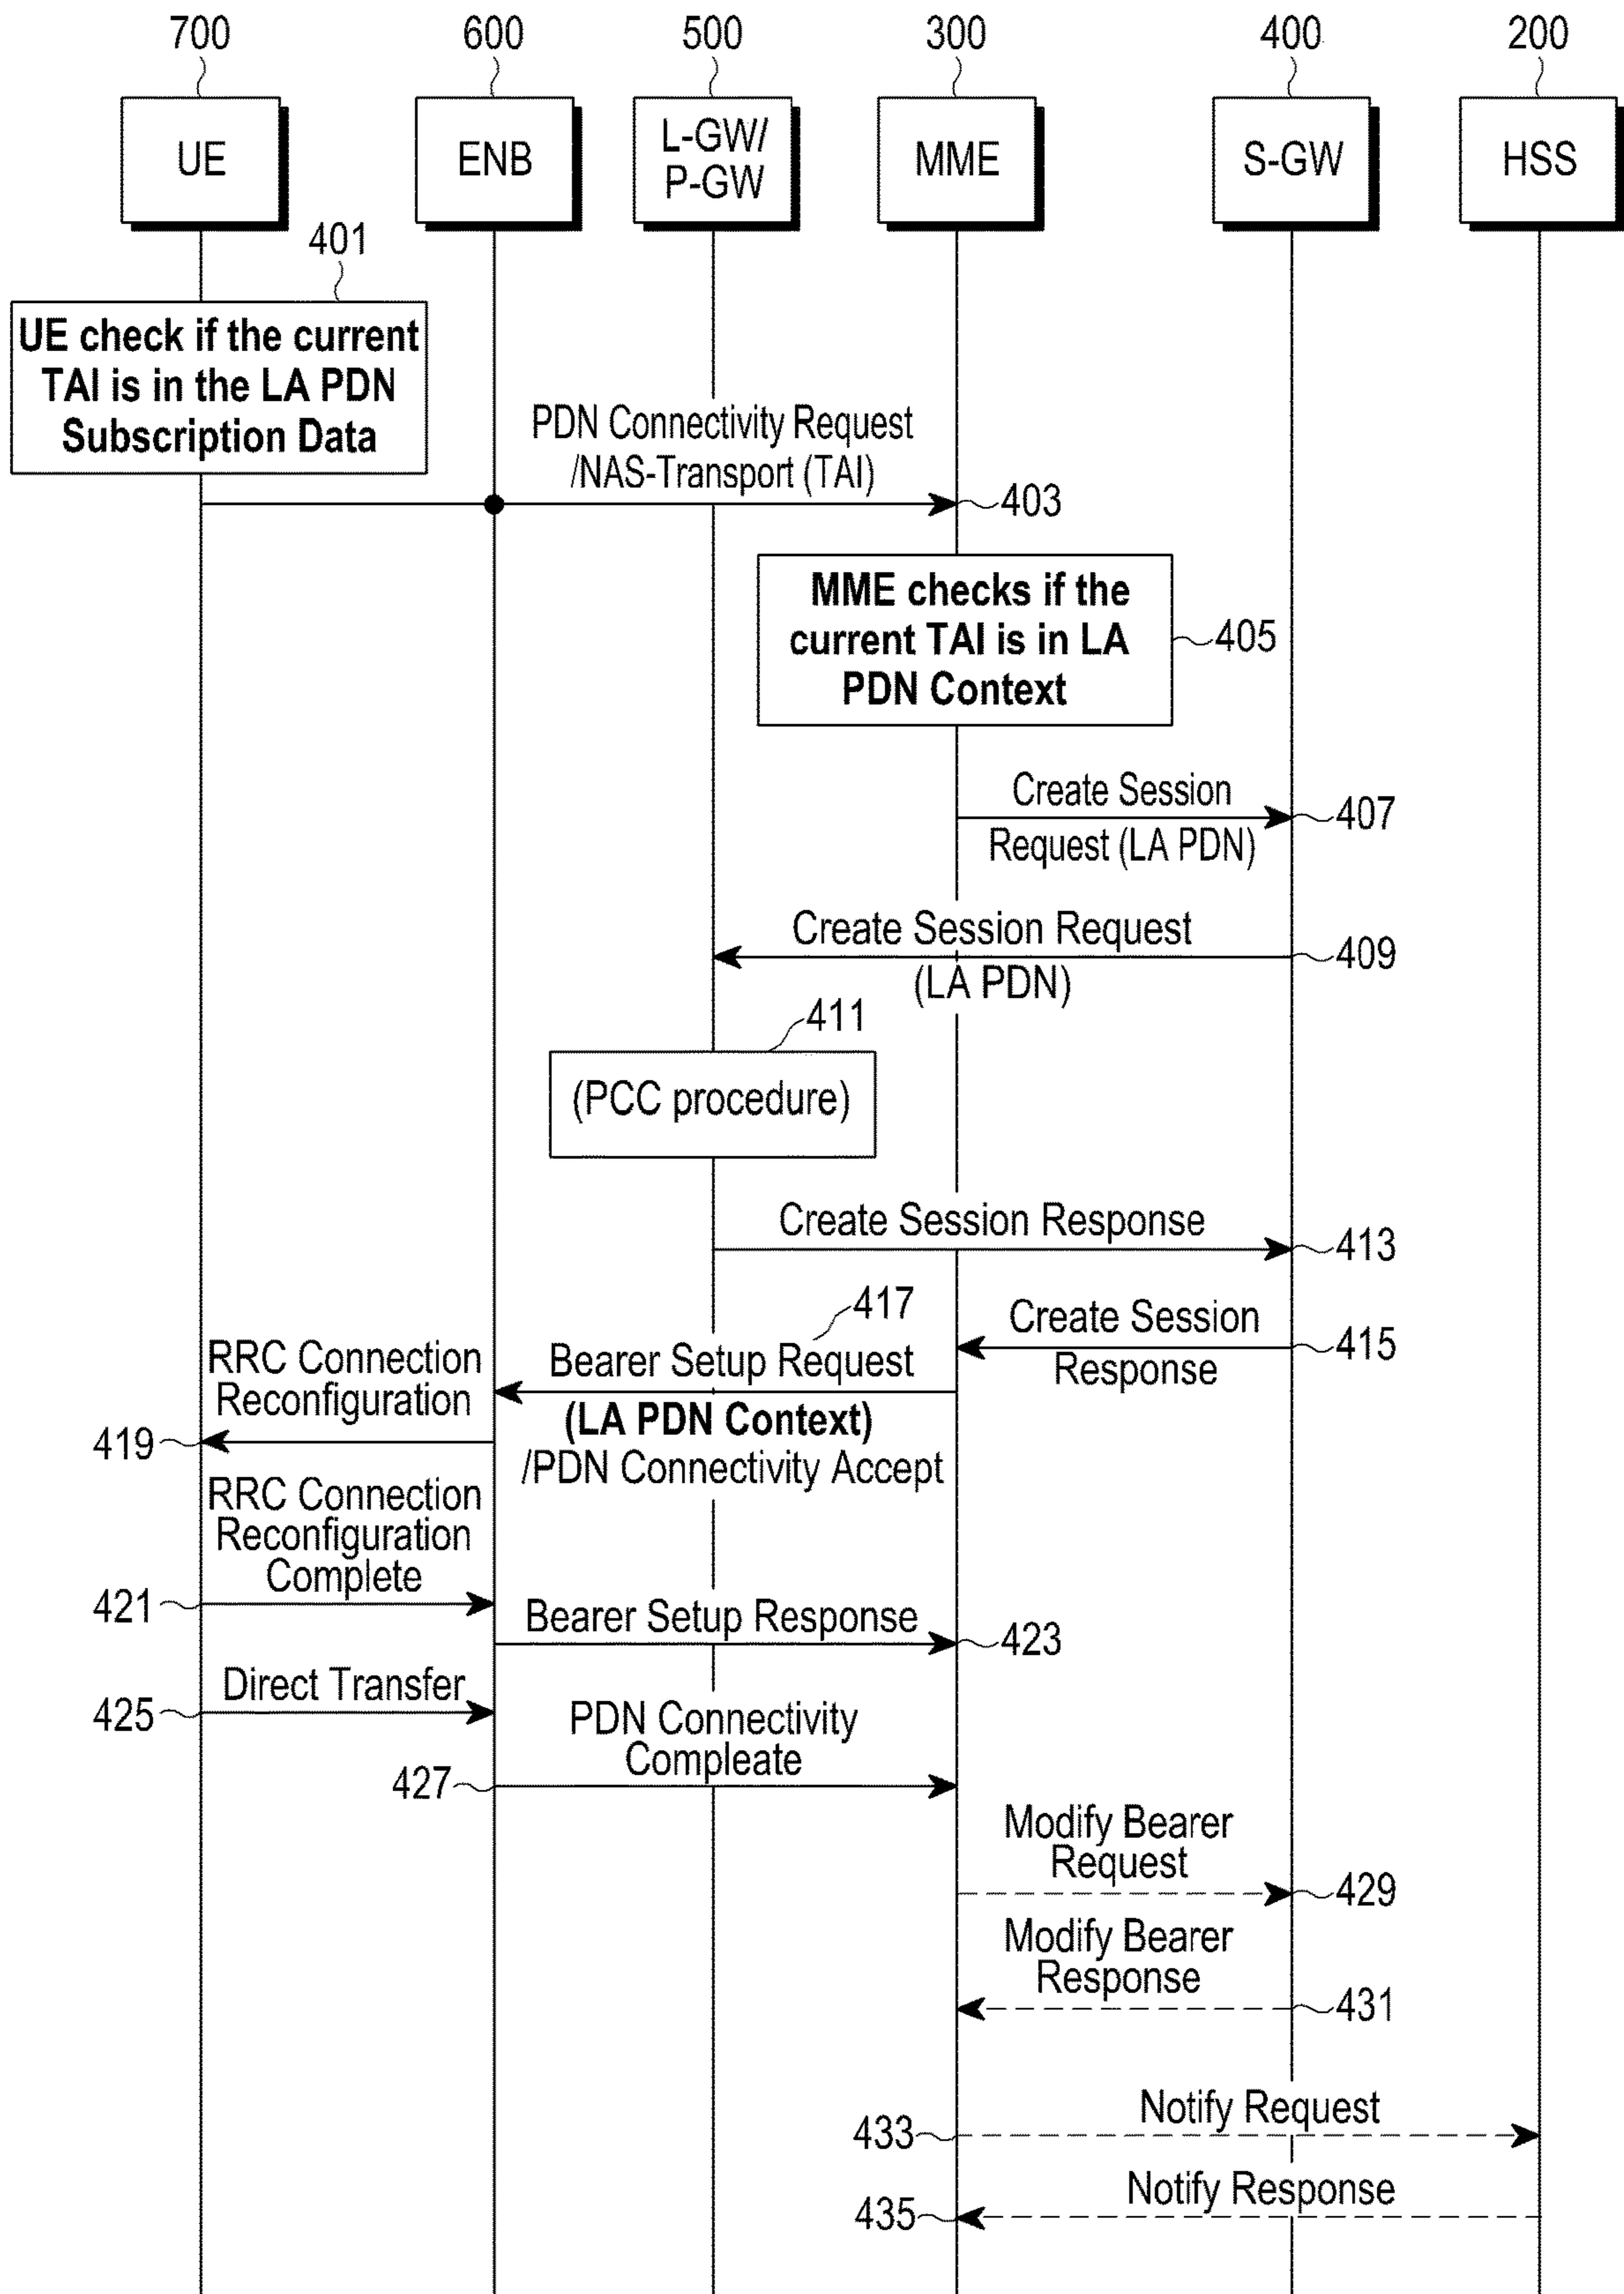 700
600
500
300
400
200
UE
ENB
L-GW/
P-GW
MME
S-GW
HSS
401
UE check if the current
TAI is in the LA PDN
Subscription Data
PDN Connectivity Request
/NAS-Transport (TAI)
403
MME checks if the
current TAI is in LA
PDN Context
405
Create Session
Request (LA PDN)
407
Create Session Request
(LA PDN)
409
411
(PCC procedure)
Create Session Response
413
Create Session
Response
415
417
Bearer Setup Request
(LA PDN Context)
/PDN Connectivity Accept
RRC Connection
Reconfiguration
419
RRC Connection
Reconfiguration
Complete
421
Bearer Setup Response
423
Direct Transfer
425
PDN Connectivity
Compleate
427
Modify Bearer
Request
429
Modify Bearer
Response
431
Notify Request
433
Notify Response
435